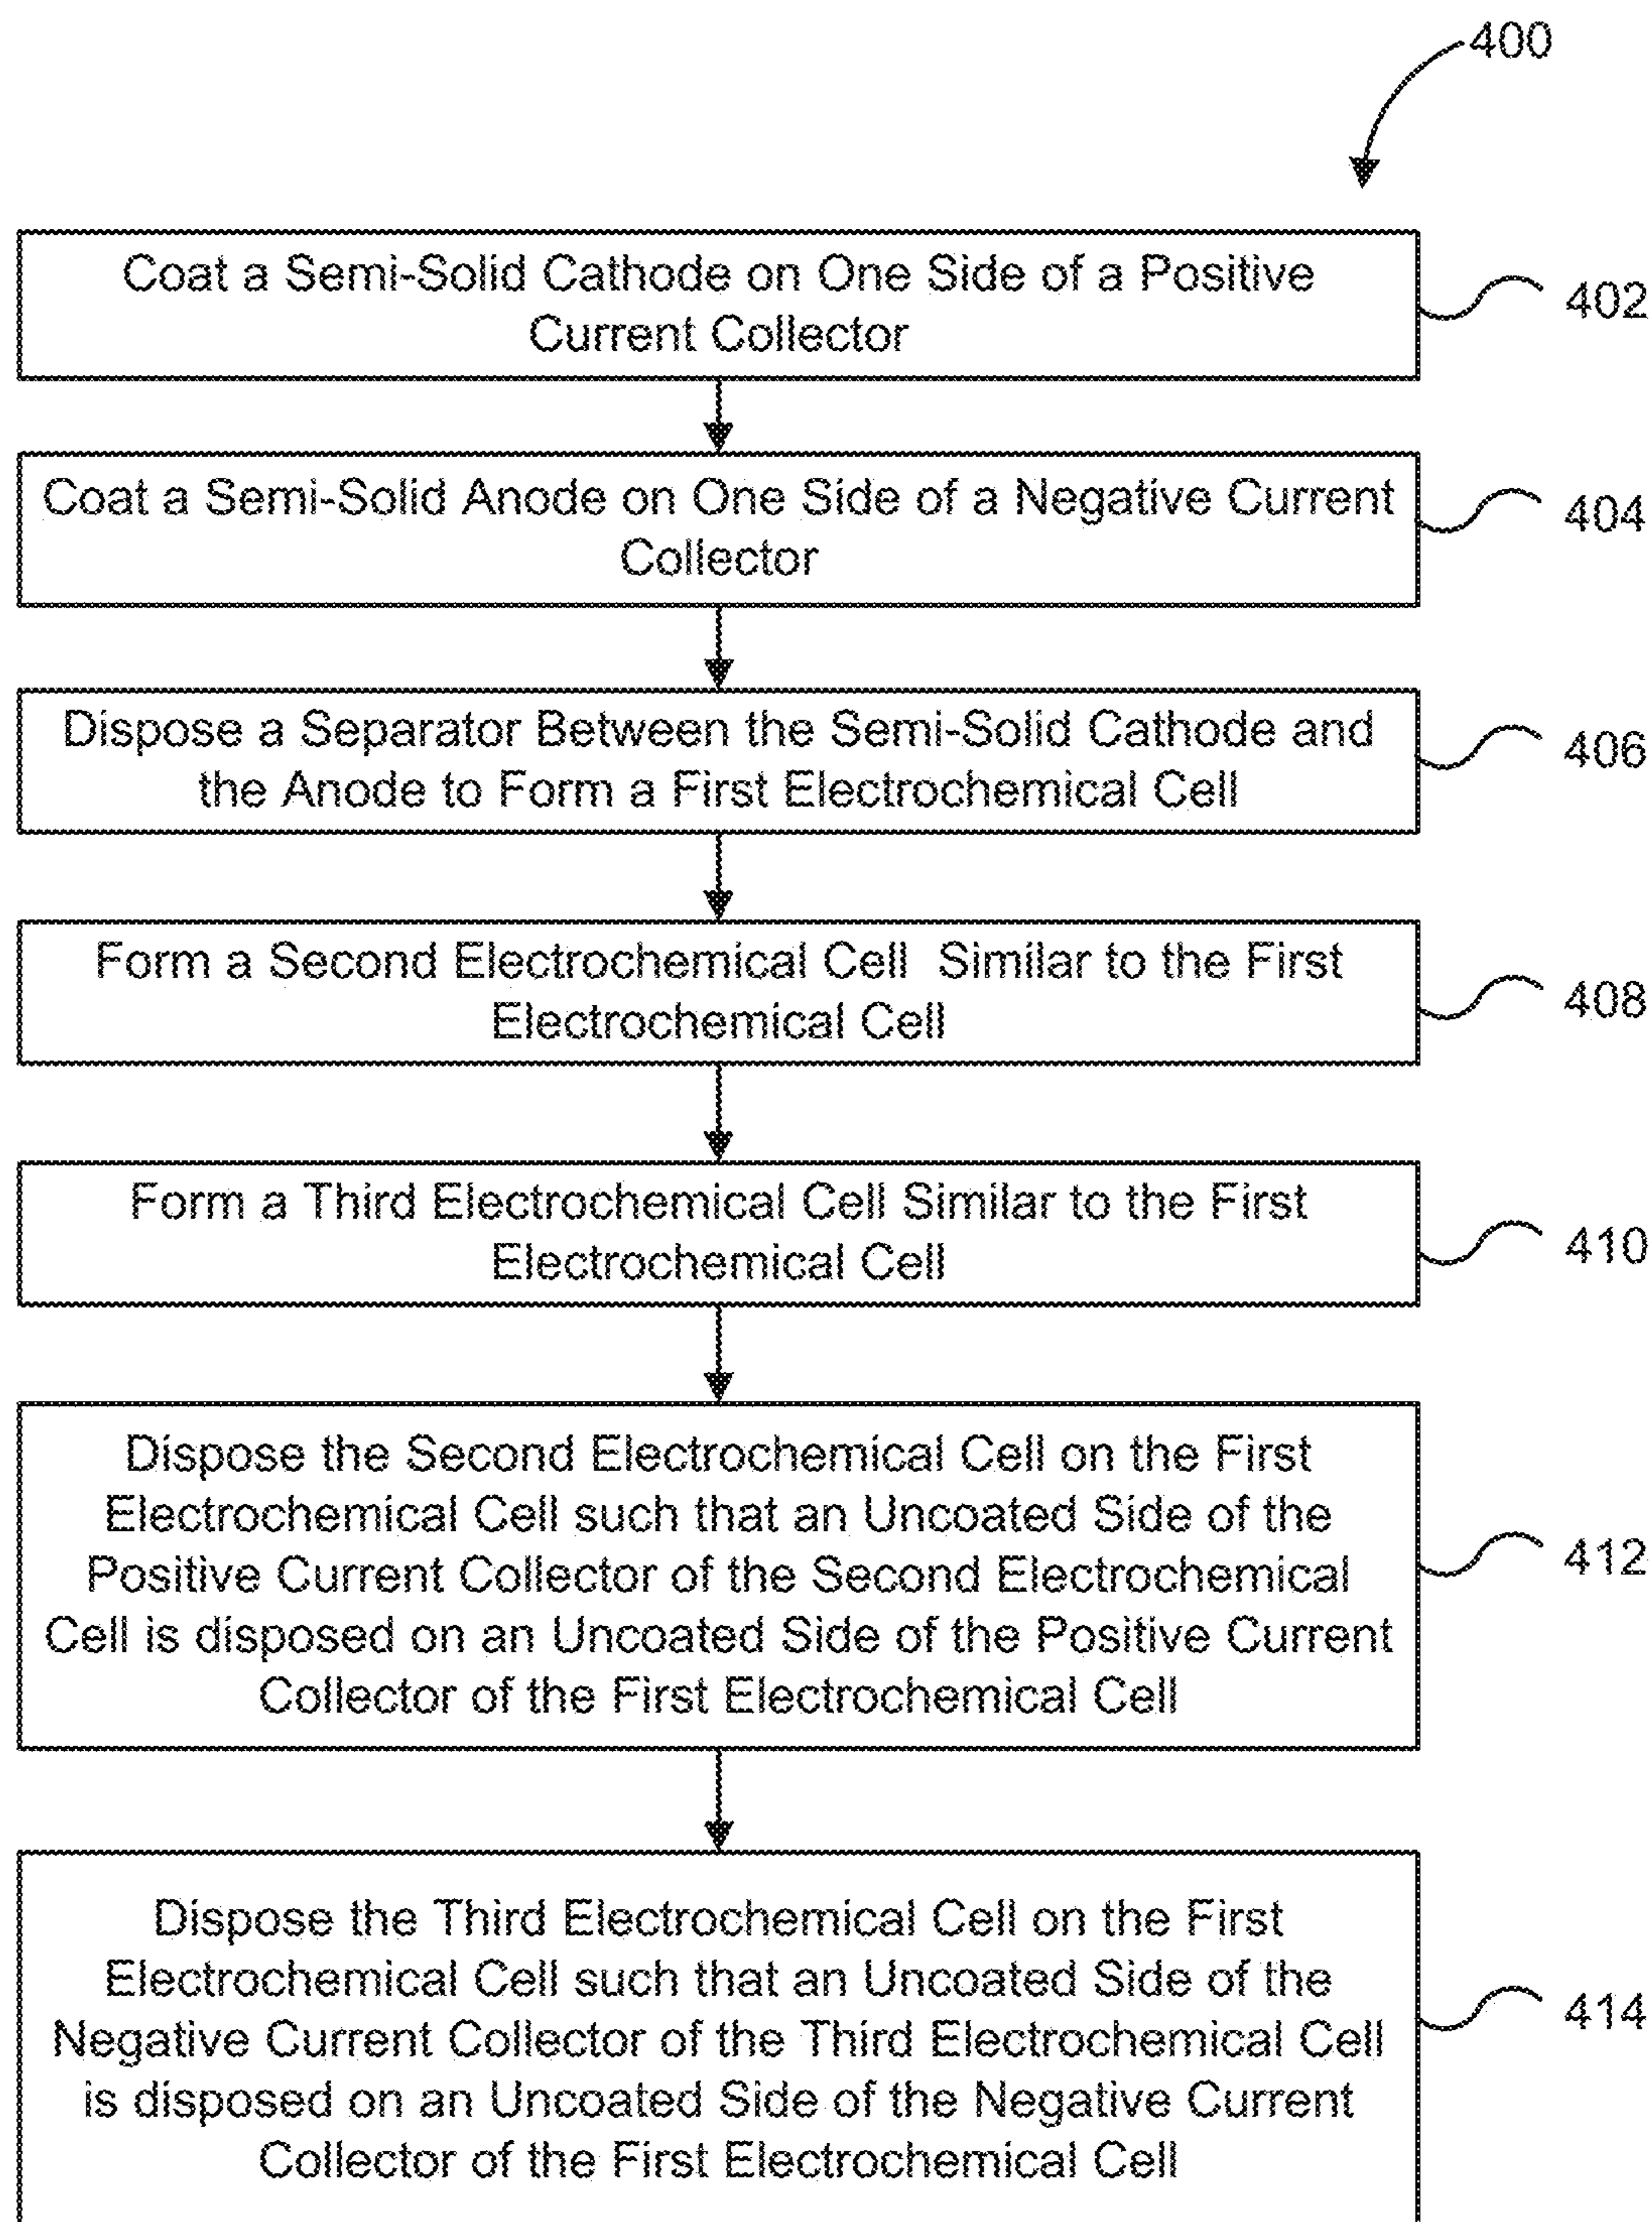 400
Coat a Semi-Solid Cathode on One Side of a Positive
Current Collector
402
Coat a Semi-Solid Anode on One Side of a Negative Current
Collector
404
Dispose a Separator Between the Semi-Solid Cathode and
the Anode to Form a First Electrochemical Cell
406
Form a Second Electrochemical Cell Similar to the First
Electrochemical Cell
408
Form a Third Electrochemical Cell Similar to the First
Electrochemical Cell
410
Dispose the Second Electrochemical Cell on the First
Electrochemical Cell such that an Uncoated Side of the
Positive Current Collector of the Second Electrochemical
Cell is disposed on an Uncoated Side of the Positive Current
Collector of the First Electrochemical Cell
412
Dispose the Third Electrochemical Cell on the First
Electrochemical Cell such that an Uncoated Side of the
Negative Current Collector of the Third Electrochemical Cell
is disposed on an Uncoated Side of the Negative Current
Collector of the First Electrochemical Cell
414